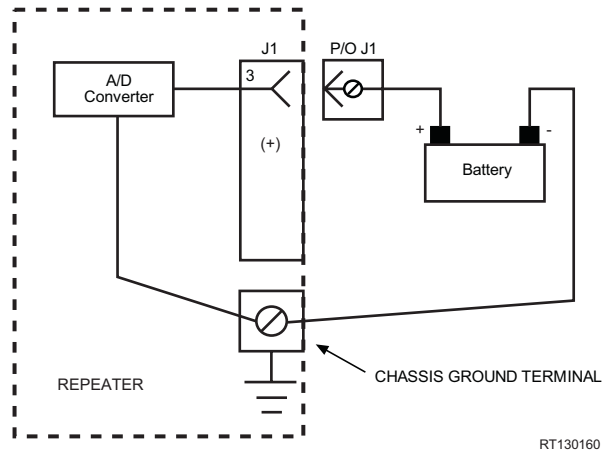 J1
P/O J1
A/D
Converter
3
(+)
+
-
Battery
REPEATER
CHASSIS GROUND TERMINAL
RT130160